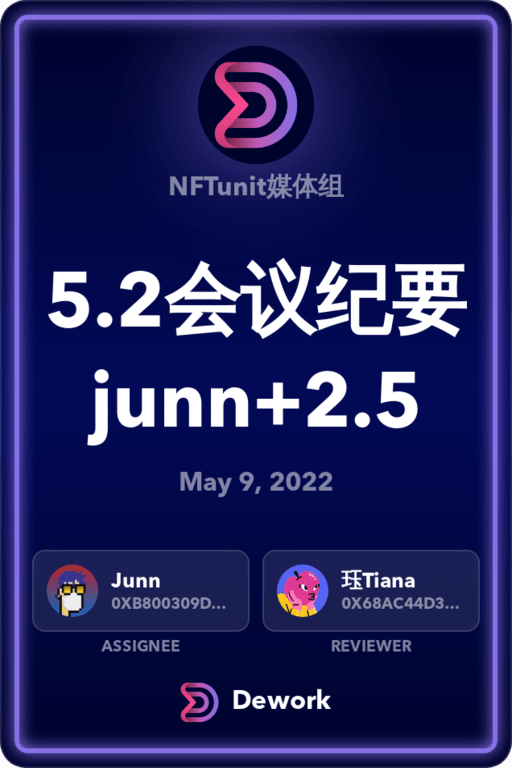 NFTunit媒体组
5.2会议纪要
junn+2.5
May 9, 2022
Junn
0XB800309D...
珏Tiana
0X68AC44D3...
ASSIGNEE
REVIEWER
Dework